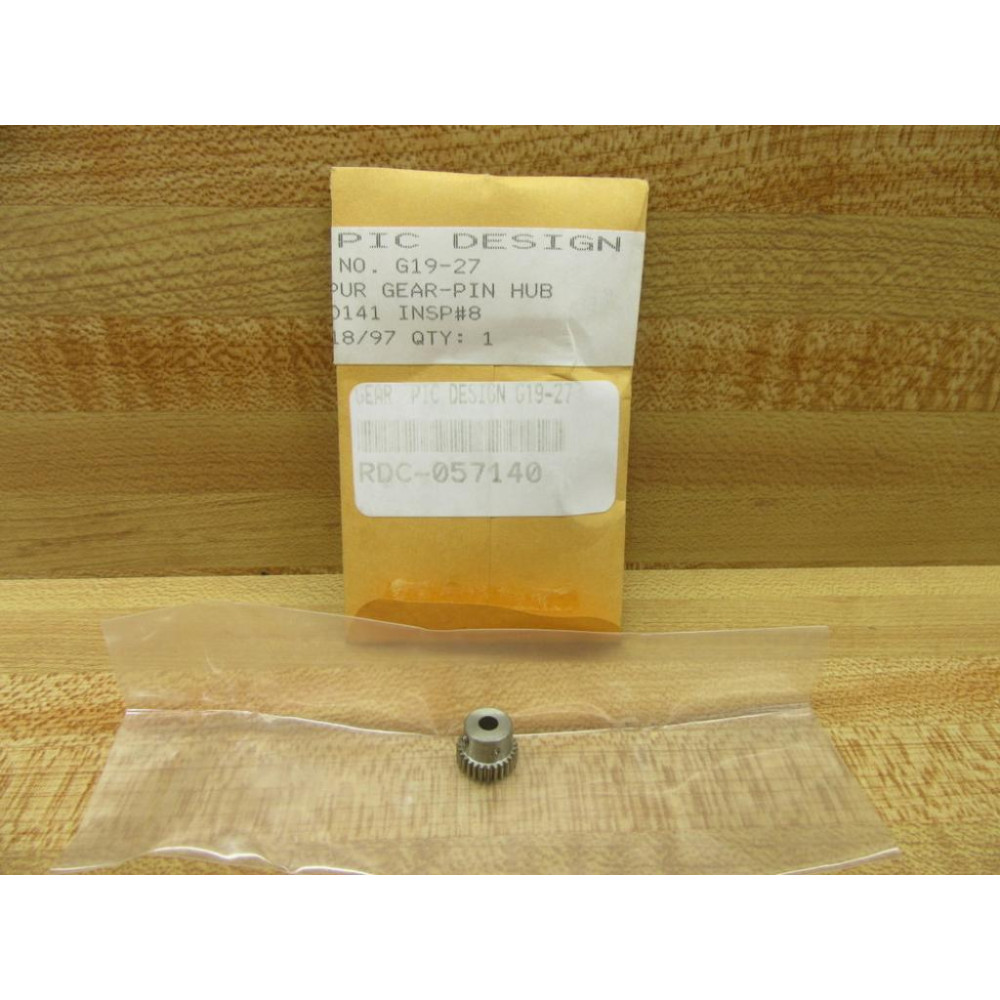 PIC DESIGN
NO. G19-27
PUR GEAR-PIN HUB
0141 INSP#8
18/97 QTY: 1
GEAR PIC DESIGN G19-27
RDC-057140